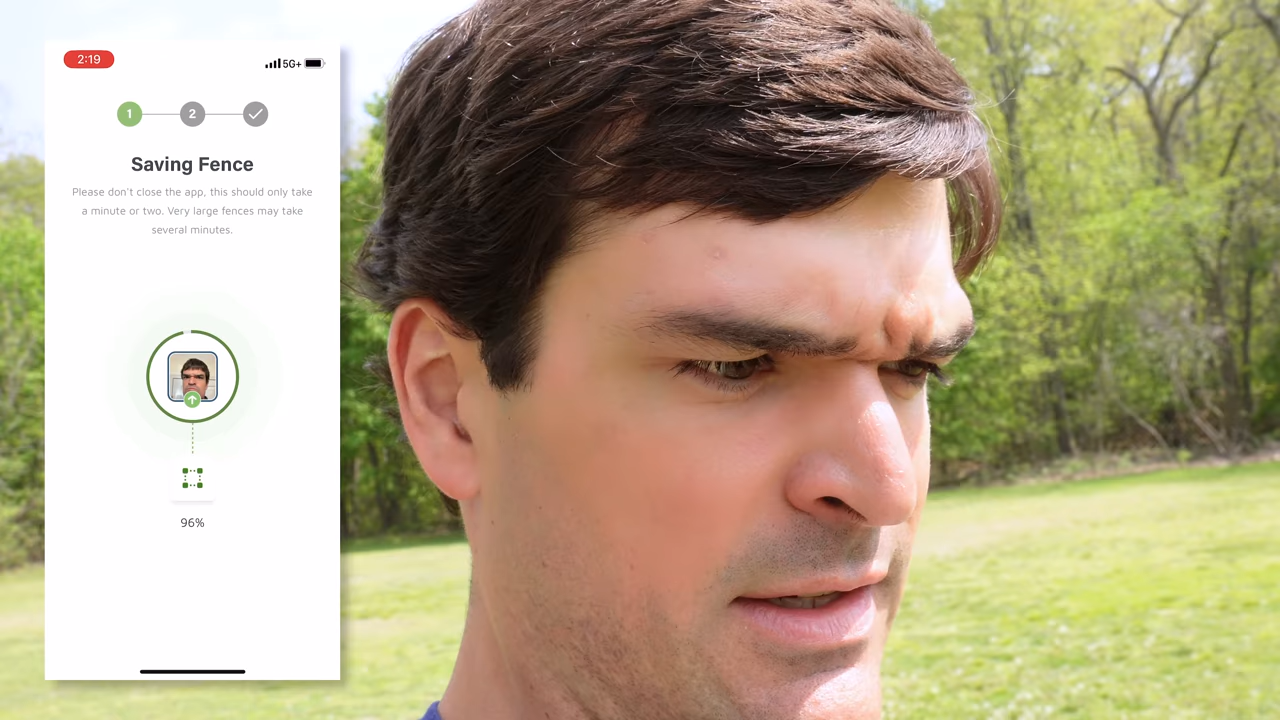 2:19
5G+
1
2
Saving Fence
Please don't close the app, this should only take
a minute or two. Very large fences may take
several minutes.
96%